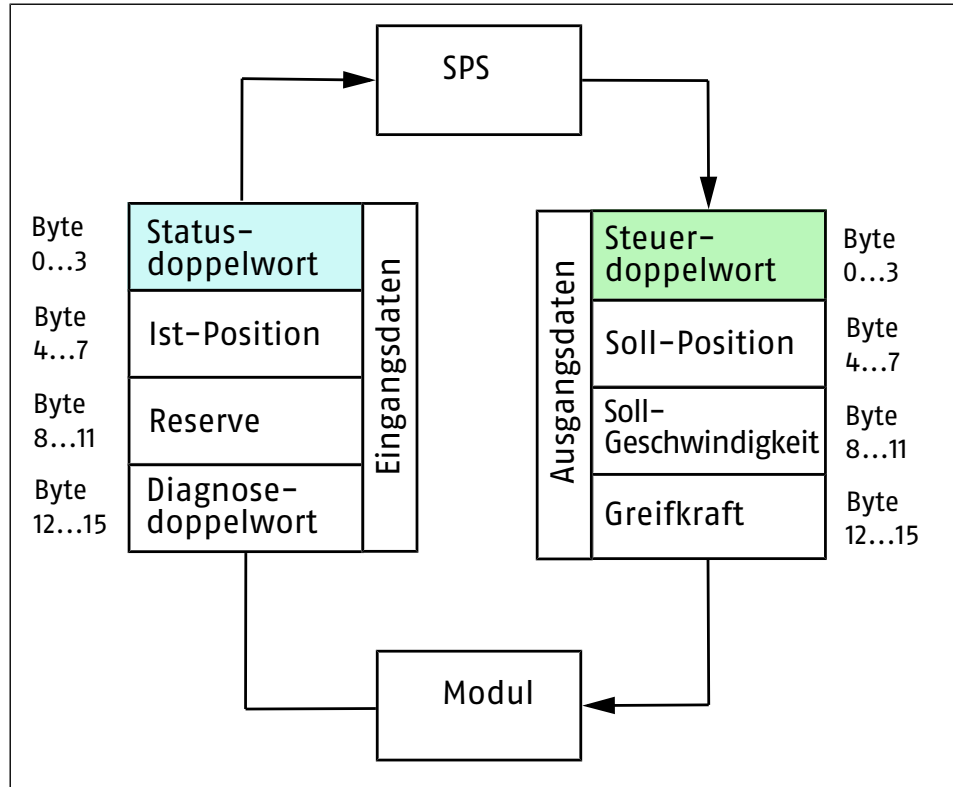 SPS
Byte
0...3
Status-
doppelwort
Byte
4...7
Ist-Position
Byte
8...11
Reserve
Byte
12...15
Diagnose-
doppelwort
Eingangsdaten
Ausgangsdaten
Steuer-
doppelwort
Byte
0...3
Soll-Position
Byte
4...7
Soll-
Geschwindigkeit
Byte
8...11
Greifkraft
Byte
12...15
Modul